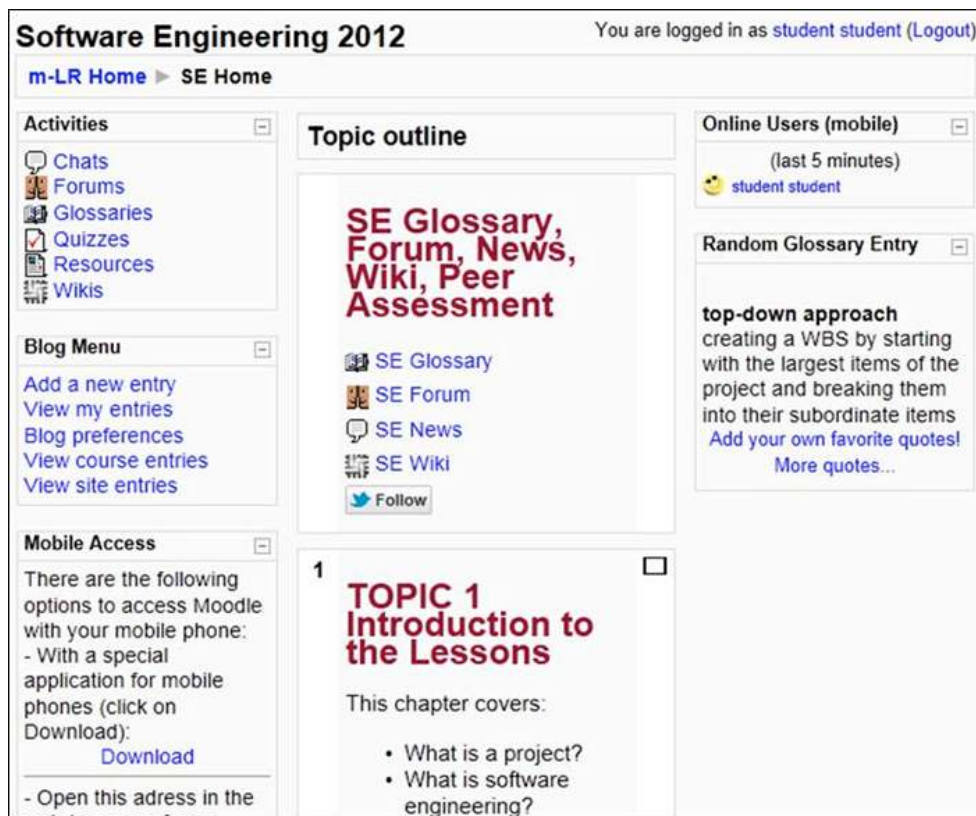 Software Engineering 2012
You are logged in as student student (Logout)
m-LR Home ► SE Home
Activities
Chats
Forums
Glossaries
Quizzes
Resources
Wikis
Blog Menu
Add a new entry
View my entries
Blog preferences
View course entries
View site entries
Mobile Access
There are the following
options to access Moodle
with your mobile phone:
- With a special
application for mobile
phones (click on
Download):
Download
- Open this adress in the
Topic outline
SE Glossary,
Forum, News,
Wiki, Peer
Assessment
SE Glossary
SE Forum
SE News
SE Wiki
Follow
1
TOPIC 1
Introduction to
the Lessons
This chapter covers:
• What is a project?
• What is software
engineering?
Online Users (mobile)
(last 5 minutes)
student student
Random Glossary Entry
top-down approach
creating a WBS by starting
with the largest items of the
project and breaking them
into their subordinate items
Add your own favorite quotes!
More quotes...